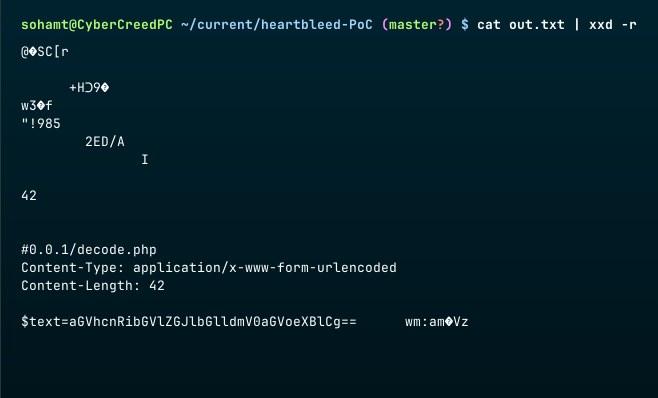 sohamt@CyberCreedPC ~/current/heartbleed-PoC (master?) $ cat out.txt | xxd -r
@�SC[r
+HƆ9�
w3�f
"!985
2ED/A
I
42
#0.0.1/decode.php
Content-Type: application/x-www-form-urlencoded
Content-Length: 42
$text=aGVhcnRibGVlZGJlbGlldmV0aGVoeXBlCg== wm:am�Vz